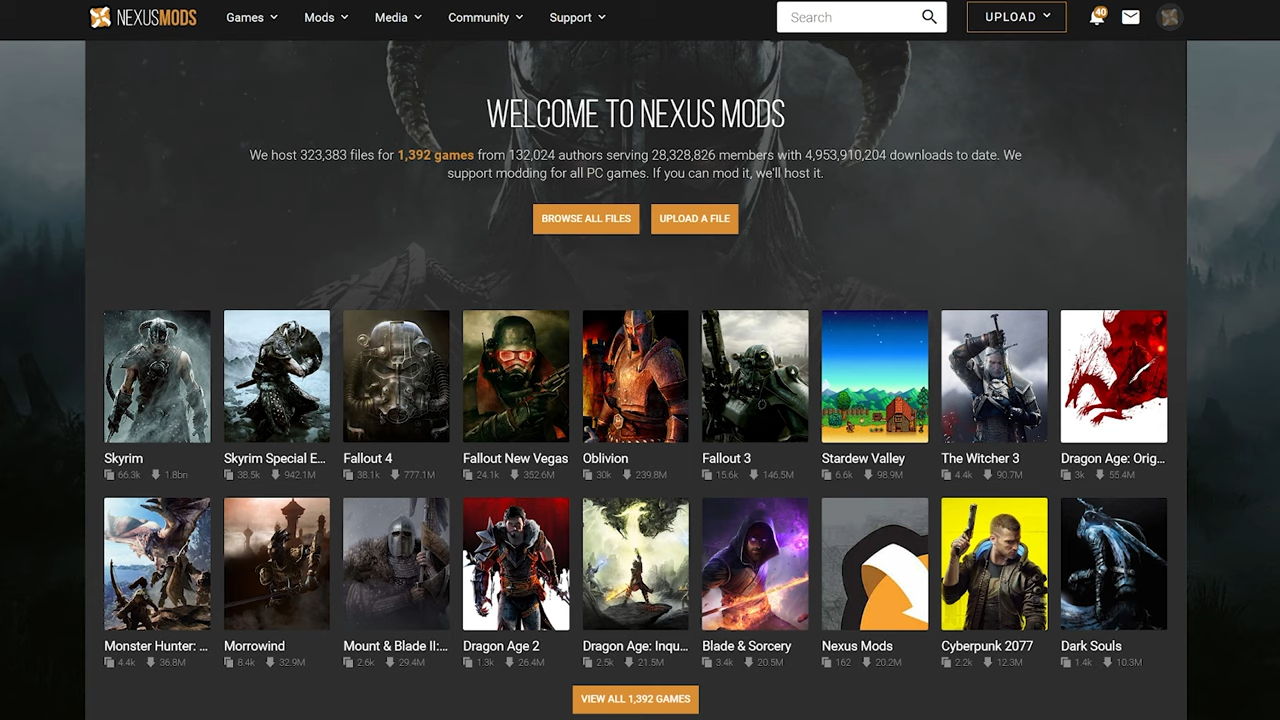 NEXUSMODS Games Mods Media Community Support Search UPLOAD 40
WELCOME TO NEXUS MODS
We host 323,383 files for 1,392 games from 132,024 authors serving 28,328,826 members with 4,953,910,204 downloads to date. We
support modding for all PC games. If you can mod it, we'll host it.
BROWSE ALL FILES UPLOAD A FILE
Skyrim Skyrim Special E... Fallout 4 Fallout New Vegas Oblivion Fallout 3 Stardew Valley The Witcher 3 Dragon Age: Orig...
66.3k 1.8bn 38.5k 942.1M 38.1k 777.1M 24.1k 352.6M 30k 239.8M 15.6k 146.5M 6.6k 98.9M 4.4k 90.7M 3k 55.4M
Monster Hunter: ... Morrowind Mount & Blade II:... Dragon Age 2 Dragon Age: Inqu... Blade & Sorcery Nexus Mods Cyberpunk 2077 Dark Souls
4.4k 36.8M 8.4k 32.9M 2.6k 29.4M 1.3k 26.4M 2.5k 21.5M 3.4k 20.5M 162 20.2M 2.2k 12.3M 1.4k 10.3M
VIEW ALL 1,392 GAMES